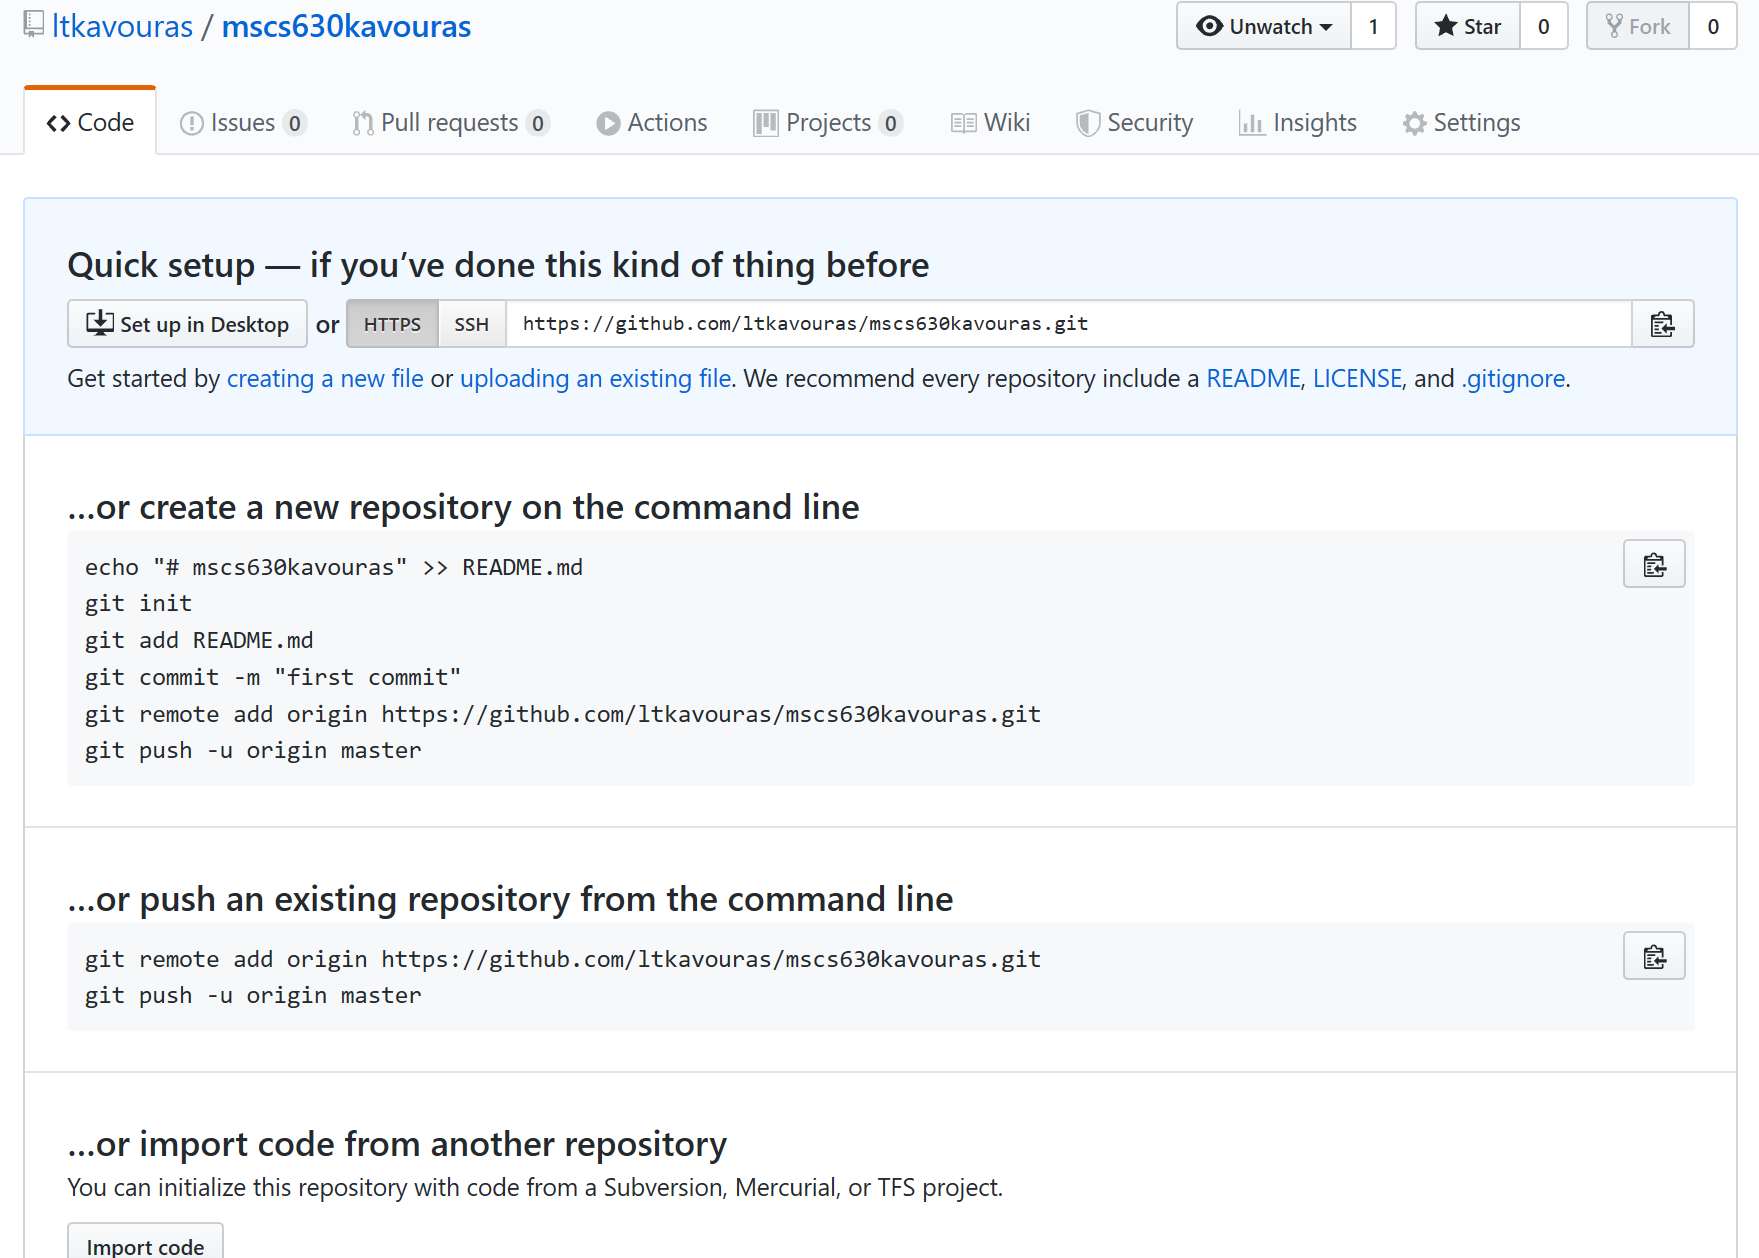 ltkavouras / mscs630kavouras
Unwatch 1 Star 0 Fork 0
Code Issues 0 Pull requests 0 Actions Projects 0 Wiki Security Insights Settings
Quick setup — if you’ve done this kind of thing before
Set up in Desktop or HTTPS SSH https://github.com/ltkavouras/mscs630kavouras.git
Get started by creating a new file or uploading an existing file. We recommend every repository include a README, LICENSE, and .gitignore.
…or create a new repository on the command line
echo "# mscs630kavouras" >> README.md
git init
git add README.md
git commit -m "first commit"
git remote add origin https://github.com/ltkavouras/mscs630kavouras.git
git push -u origin master
…or push an existing repository from the command line
git remote add origin https://github.com/ltkavouras/mscs630kavouras.git
git push -u origin master
…or import code from another repository
You can initialize this repository with code from a Subversion, Mercurial, or TFS project.
Import code